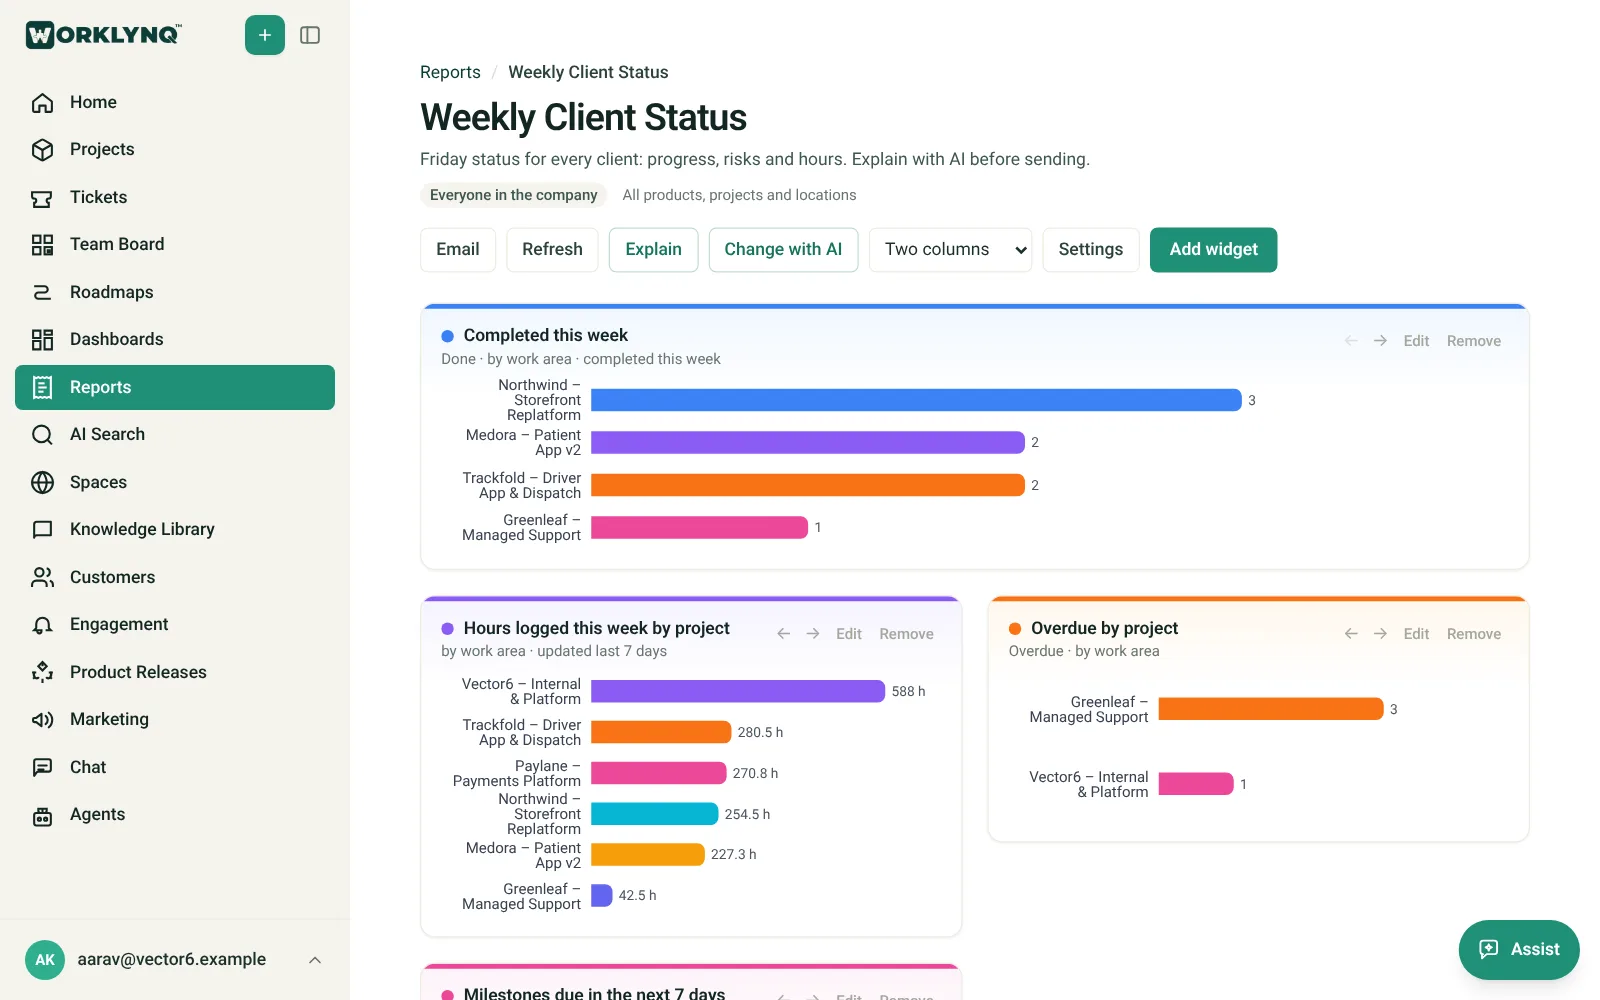 WORKLYNQ™
+
Home
Projects
Tickets
Team Board
Roadmaps
Dashboards
Reports
AI Search
Spaces
Knowledge Library
Customers
Engagement
Product Releases
Marketing
Chat
Agents
AK
aarav@vector6.example
Reports / Weekly Client Status
Weekly Client Status
Friday status for every client: progress, risks and hours. Explain with AI before sending.
Everyone in the company All products, projects and locations
Email Refresh Explain Change with AI Two columns Settings Add widget
Completed this week
← → Edit Remove
Done · by work area · completed this week
Northwind –
Storefront
Replatform
3
Medora – Patient
App v2
2
Trackfold – Driver
App & Dispatch
2
Greenleaf –
Managed Support
1
Hours logged this week by project
← → Edit Remove
by work area · updated last 7 days
Vector6 – Internal
& Platform
588 h
Trackfold – Driver
App & Dispatch
280.5 h
Paylane –
Payments Platform
270.8 h
Northwind –
Storefront
Replatform
254.5 h
Medora – Patient
App v2
227.3 h
Greenleaf –
Managed Support
42.5 h
Overdue by project
← → Edit Remove
Overdue · by work area
Greenleaf –
Managed Support
3
Vector6 – Internal
& Platform
1
Milestones due in the next 7 days
← → Edit Remove
Assist